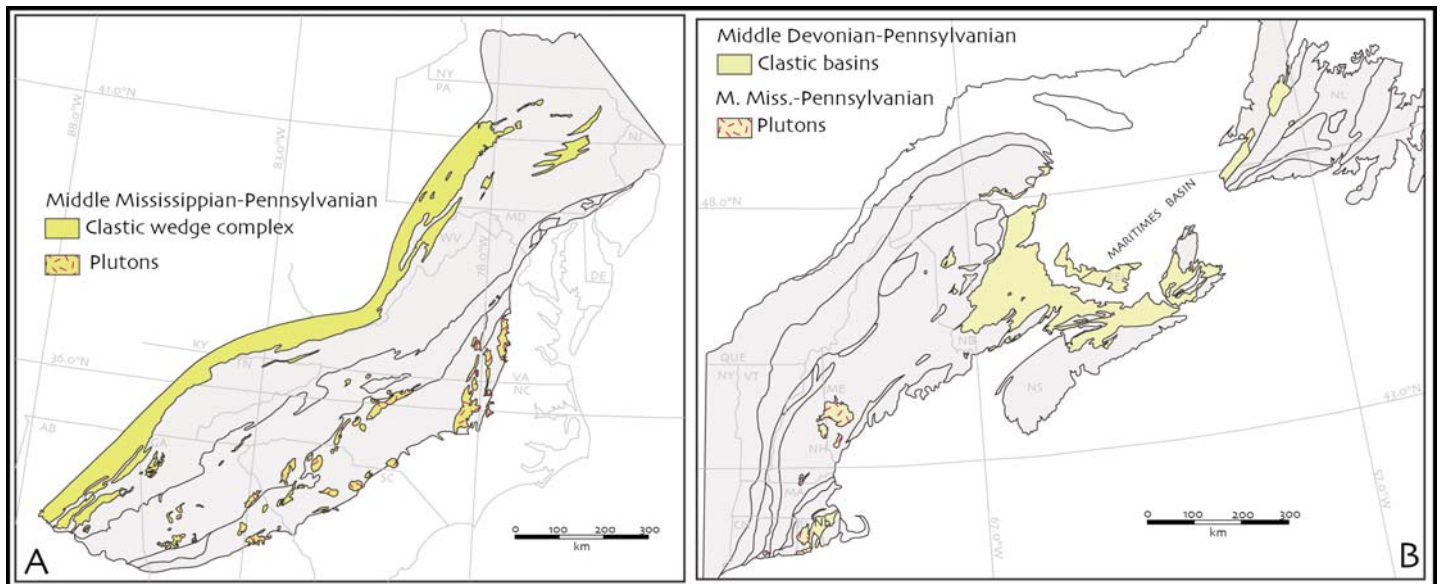 Middle Mississippian-Pennsylvanian
Clastic wedge complex
Plutons
41.0°N
88.0°W
83.0°W
78.0°W
36.0°N
NY
PA
NJ
MD
WV
DE
KY
TN
VA
NC
AB
GA
SC
0 100 200 300
km
A
Middle Devonian-Pennsylvanian
Clastic basins
M. Miss.-Pennsylvanian
Plutons
NL
48.0°N
MARITIMES BASIN
QUE
NY VT
NB
NS
ME
NH
MA
43.0°N
57.0°W
67.0°W
0 100 200 300
km
B